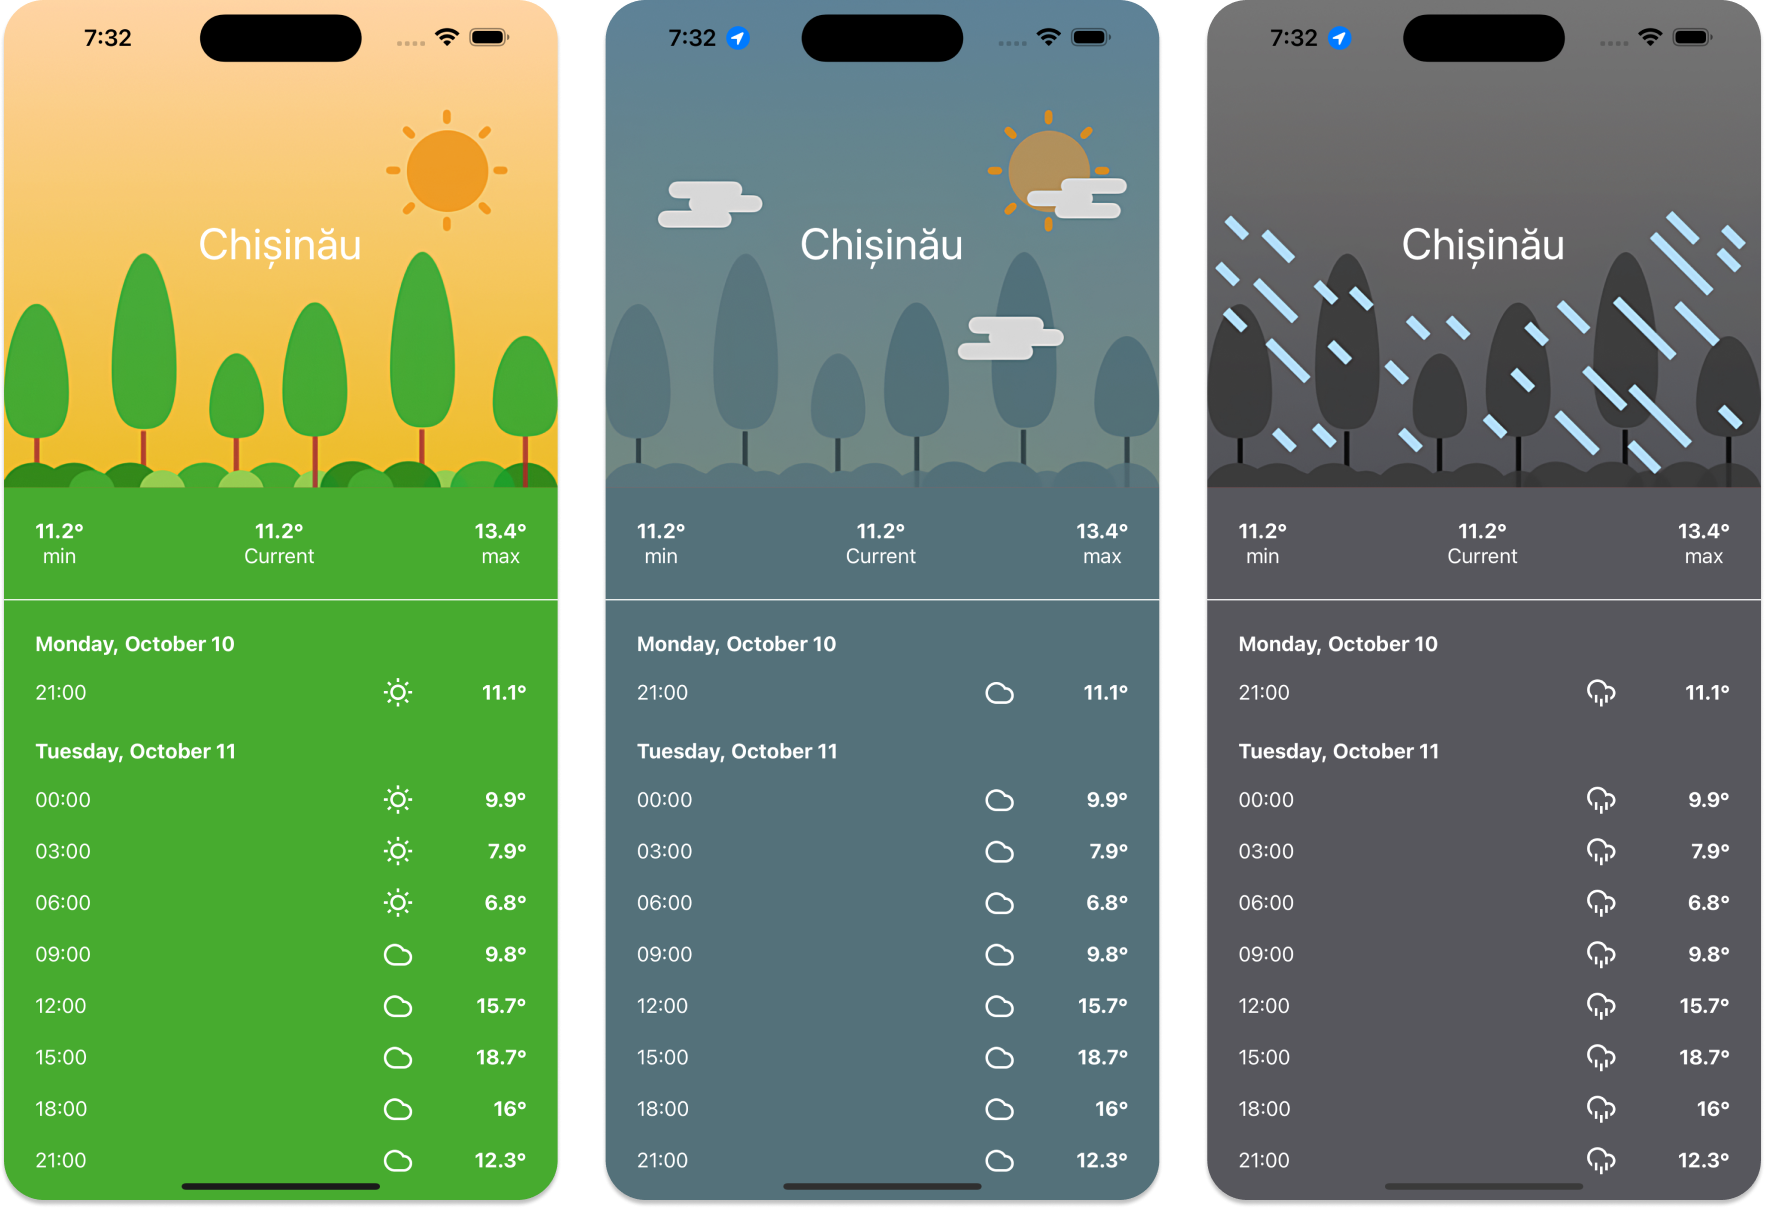 7:32
Chișinău
11.2° 11.2° 13.4°
min Current max
Monday, October 10
21:00 11.1°
Tuesday, October 11
00:00 9.9°
03:00 7.9°
06:00 6.8°
09:00 9.8°
12:00 15.7°
15:00 18.7°
18:00 16°
21:00 12.3°
7:32
Chișinău
11.2° 11.2° 13.4°
min Current max
Monday, October 10
21:00 11.1°
Tuesday, October 11
00:00 9.9°
03:00 7.9°
06:00 6.8°
09:00 9.8°
12:00 15.7°
15:00 18.7°
18:00 16°
21:00 12.3°
7:32
Chișinău
11.2° 11.2° 13.4°
min Current max
Monday, October 10
21:00 11.1°
Tuesday, October 11
00:00 9.9°
03:00 7.9°
06:00 6.8°
09:00 9.8°
12:00 15.7°
15:00 18.7°
18:00 16°
21:00 12.3°